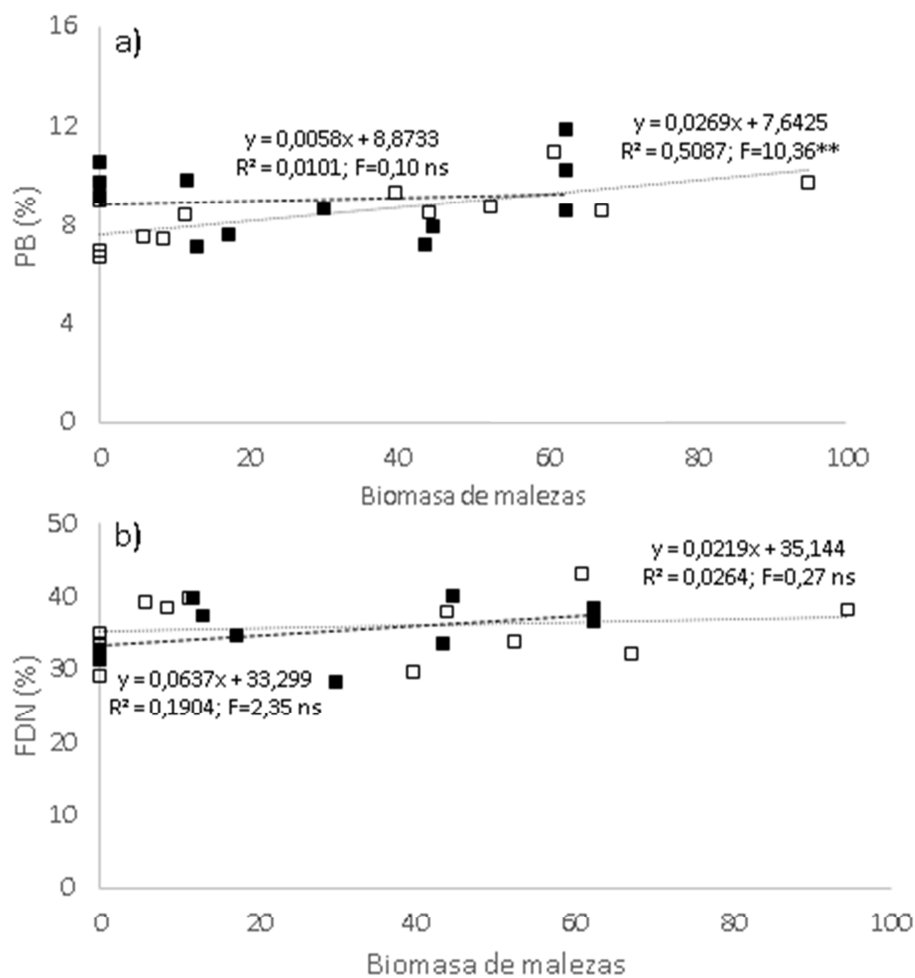 a)
16
12
8
4
0
PB (%)
y = 0,0058x + 8,8733
R² = 0,0101; F=0,10 ns
y = 0,0269x + 7,6425
R² = 0,5087; F=10,36**
0 20 40 60 80 100
Biomasa de malezas
b)
50
40
30
20
10
0
FDN (%)
y = 0,0219x + 35,144
R² = 0,0264; F=0,27 ns
y = 0,0637x + 33,299
R² = 0,1904; F=2,35 ns
0 20 40 60 80 100
Biomasa de malezas